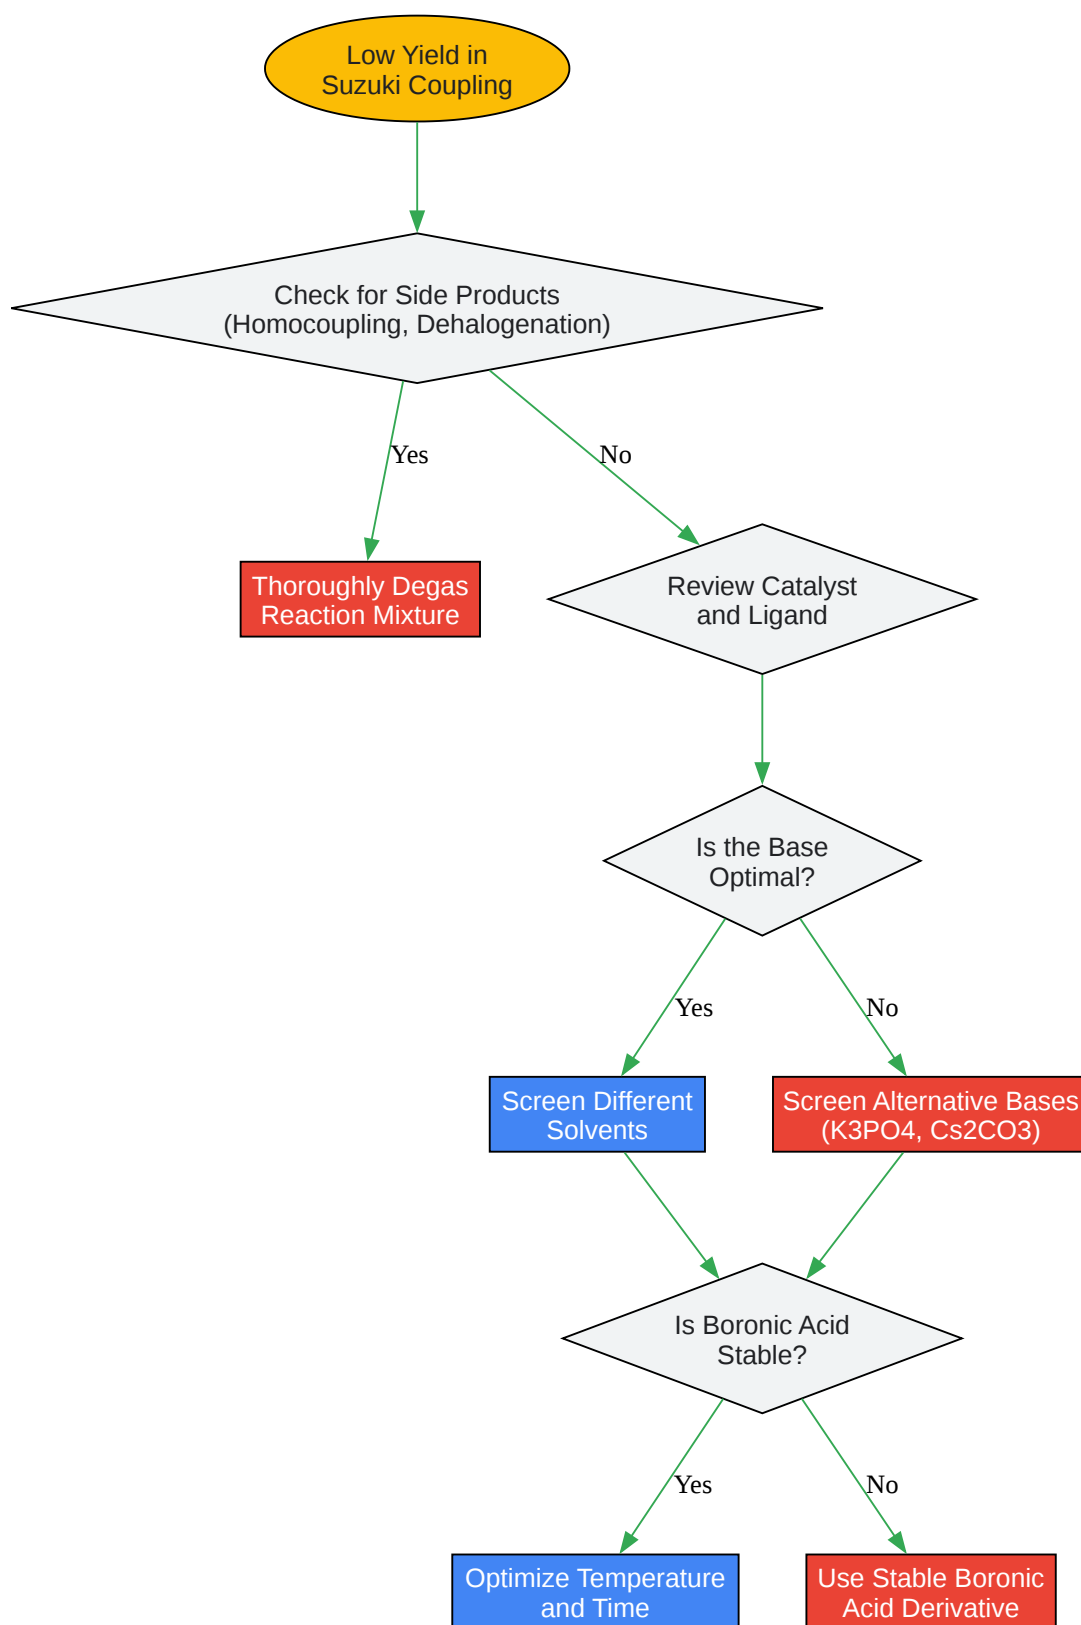 Low Yield in
Suzuki Coupling
Check for Side Products
(Homocoupling, Dehalogenation)
Yes
No
Thoroughly Degas
Reaction Mixture
Review Catalyst
and Ligand
Is the Base
Optimal?
Yes
No
Screen Different
Solvents
Screen Alternative Bases
(K3PO4, Cs2CO3)
Is Boronic Acid
Stable?
Yes
No
Optimize Temperature
and Time
Use Stable Boronic
Acid Derivative